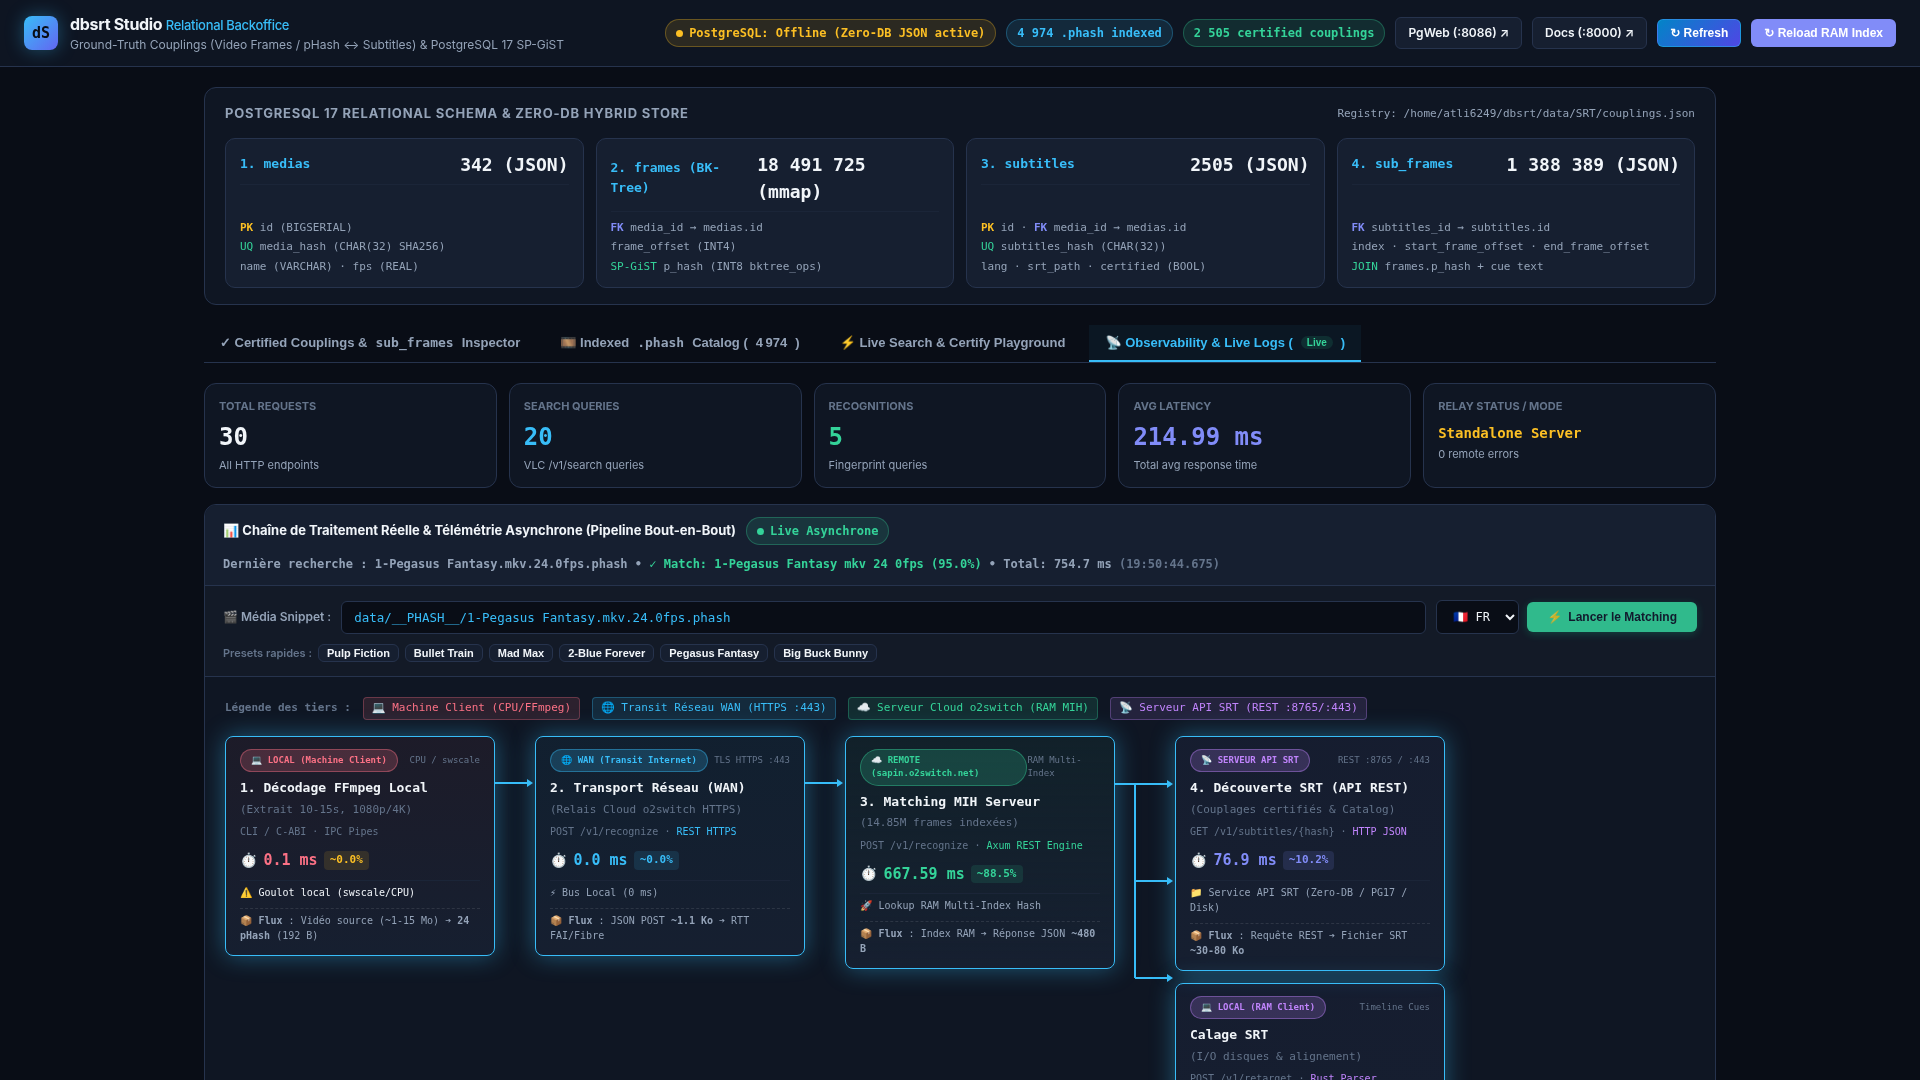 dS
dbsrt Studio Relational Backoffice
Ground-Truth Couplings (Video Frames / pHash ↔ Subtitles) & PostgreSQL 17 SP-GiST
PostgreSQL: Offline (Zero-DB JSON active)
4 974 .phash indexed
2 505 certified couplings
PgWeb (:8086) ↗
Docs (:8000) ↗
↻ Refresh
↻ Reload RAM Index
POSTGRESQL 17 RELATIONAL SCHEMA & ZERO-DB HYBRID STORE
Registry: /home/atli6249/dbsrt/data/SRT/couplings.json
1. medias
342 (JSON)
PK id (BIGSERIAL)
UQ media_hash (CHAR(32) SHA256)
name (VARCHAR) · fps (REAL)
2. frames (BK-
Tree)
18 491 725
(mmap)
FK media_id → medias.id
frame_offset (INT4)
SP-GiST p_hash (INT8 bktree_ops)
3. subtitles
2505 (JSON)
PK id · FK media_id → medias.id
UQ subtitles_hash (CHAR(32))
lang · srt_path · certified (BOOL)
4. sub_frames
1 388 389 (JSON)
FK subtitles_id → subtitles.id
index · start_frame_offset · end_frame_offset
JOIN frames.p_hash + cue text
✓ Certified Couplings & sub_frames Inspector
🎞️ Indexed .phash Catalog ( 4 974 )
⚡ Live Search & Certify Playground
📡 Observability & Live Logs ( Live )
TOTAL REQUESTS
30
All HTTP endpoints
SEARCH QUERIES
20
VLC /v1/search queries
RECOGNITIONS
5
Fingerprint queries
AVG LATENCY
214.99 ms
Total avg response time
RELAY STATUS / MODE
Standalone Server
0 remote errors
📊 Chaîne de Traitement Réelle & Télémétrie Asynchrone (Pipeline Bout-en-Bout)
Live Asynchrone
Dernière recherche : 1-Pegasus Fantasy.mkv.24.0fps.phash • ✓ Match: 1-Pegasus Fantasy mkv 24 0fps (95.0%) • Total: 754.7 ms (19:50:44.675)
🎬 Média Snippet :
data/__PHASH__/1-Pegasus Fantasy.mkv.24.0fps.phash
🇫🇷 FR
⚡ Lancer le Matching
Presets rapides :
Pulp Fiction
Bullet Train
Mad Max
2-Blue Forever
Pegasus Fantasy
Big Buck Bunny
Légende des tiers :
💻 Machine Client (CPU/FFmpeg)
🌐 Transit Réseau WAN (HTTPS :443)
☁️ Serveur Cloud o2switch (RAM MIH)
📡 Serveur API SRT (REST :8765/:443)
💻 LOCAL (Machine Client)
CPU / swscale
1. Décodage FFmpeg Local
(Extrait 10-15s, 1080p/4K)
CLI / C-ABI · IPC Pipes
⏱️ 0.1 ms ~0.0%
⚠️ Goulot local (swscale/CPU)
📦 Flux : Vidéo source (~1-15 Mo) → 24
pHash (192 B)
🌐 WAN (Transit Internet)
TLS HTTPS :443
2. Transport Réseau (WAN)
(Relais Cloud o2switch HTTPS)
POST /v1/recognize · REST HTTPS
⏱️ 0.0 ms ~0.0%
⚡ Bus Local (0 ms)
📦 Flux : JSON POST ~1.1 Ko → RTT
FAI/Fibre
☁️ REMOTE
(sapin.o2switch.net)
RAM Multi-
Index
3. Matching MIH Serveur
(14.85M frames indexées)
POST /v1/recognize · Axum REST Engine
⏱️ 667.59 ms ~88.5%
🚀 Lookup RAM Multi-Index Hash
📦 Flux : Index RAM → Réponse JSON ~480
B
📡 SERVEUR API SRT
REST :8765 / :443
4. Découverte SRT (API REST)
(Couplages certifiés & Catalog)
GET /v1/subtitles/{hash} · HTTP JSON
⏱️ 76.9 ms ~10.2%
📁 Service API SRT (Zero-DB / PG17 /
Disk)
📦 Flux : Requête REST → Fichier SRT
~30-80 Ko
💻 LOCAL (RAM Client)
Timeline Cues
Calage SRT
(I/O disques & alignement)
POST /v1/retarget · Rust Parser